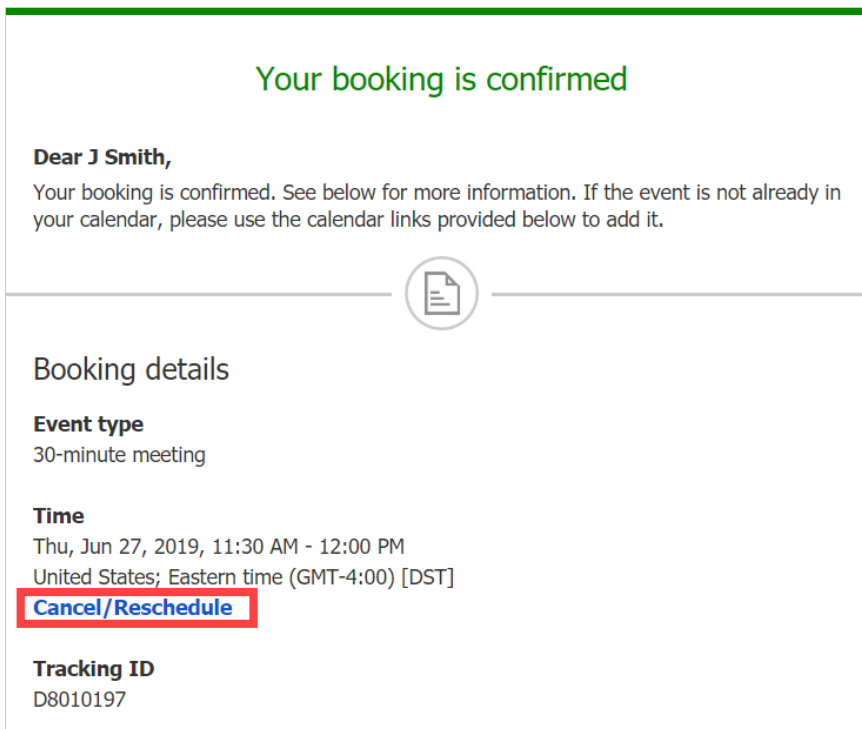 Your booking is confirmed
Dear J Smith,
Your booking is confirmed. See below for more information. If the event is not already in
your calendar, please use the calendar links provided below to add it.
Booking details
Event type
30-minute meeting
Time
Thu, Jun 27, 2019, 11:30 AM - 12:00 PM
United States; Eastern time (GMT-4:00) [DST]
Cancel/Reschedule
Tracking ID
D8010197